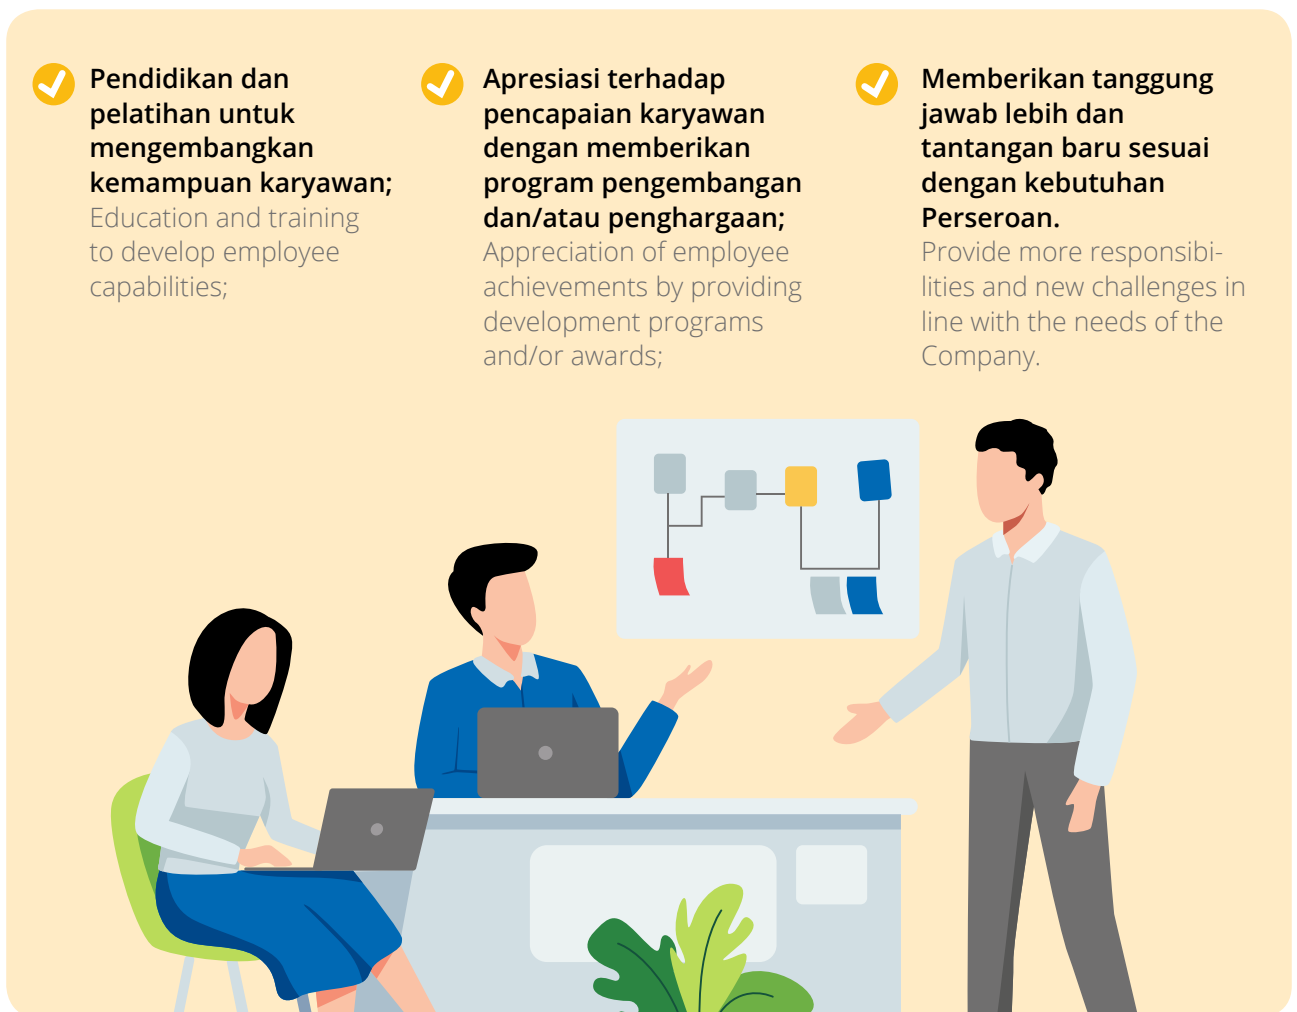 Pendidikan dan
pelatihan untuk
mengembangkan
kemampuan karyawan;
Education and training
to develop employee
capabilities;
Apresiasi terhadap
pencapaian karyawan
dengan memberikan
program pengembangan
dan/atau penghargaan;
Appreciation of employee
achievements by providing
development programs
and/or awards;
Memberikan tanggung
jawab lebih dan
tantangan baru sesuai
dengan kebutuhan
Perseroan.
Provide more responsibi-
lities and new challenges in
line with the needs of the
Company.